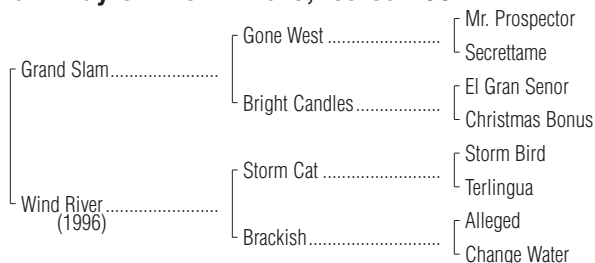 Mr. Prospector
Gone West
Secrettame
Grand Slam
El Gran Senor
Bright Candles
Christmas Bonus
Storm Bird
Storm Cat
Terlingua
Wind River
(1996)
Alleged
Brackish
Change Water